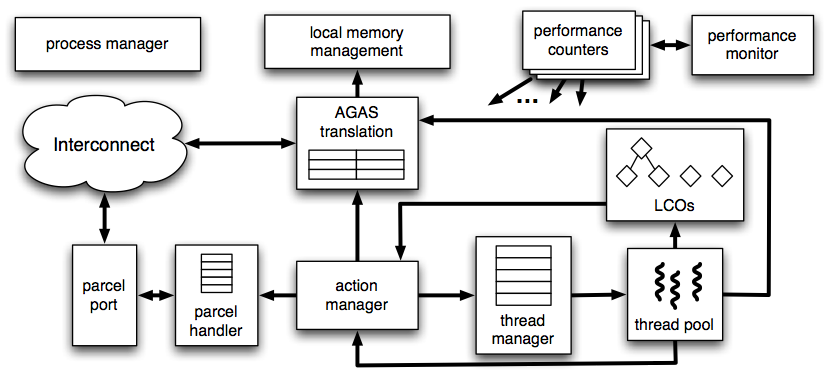 process manager
local memory
management
performance
counters
performance
monitor
...
AGAS
translation
Interconnect
LCOs
parcel
port
parcel
handler
action
manager
thread
manager
thread pool